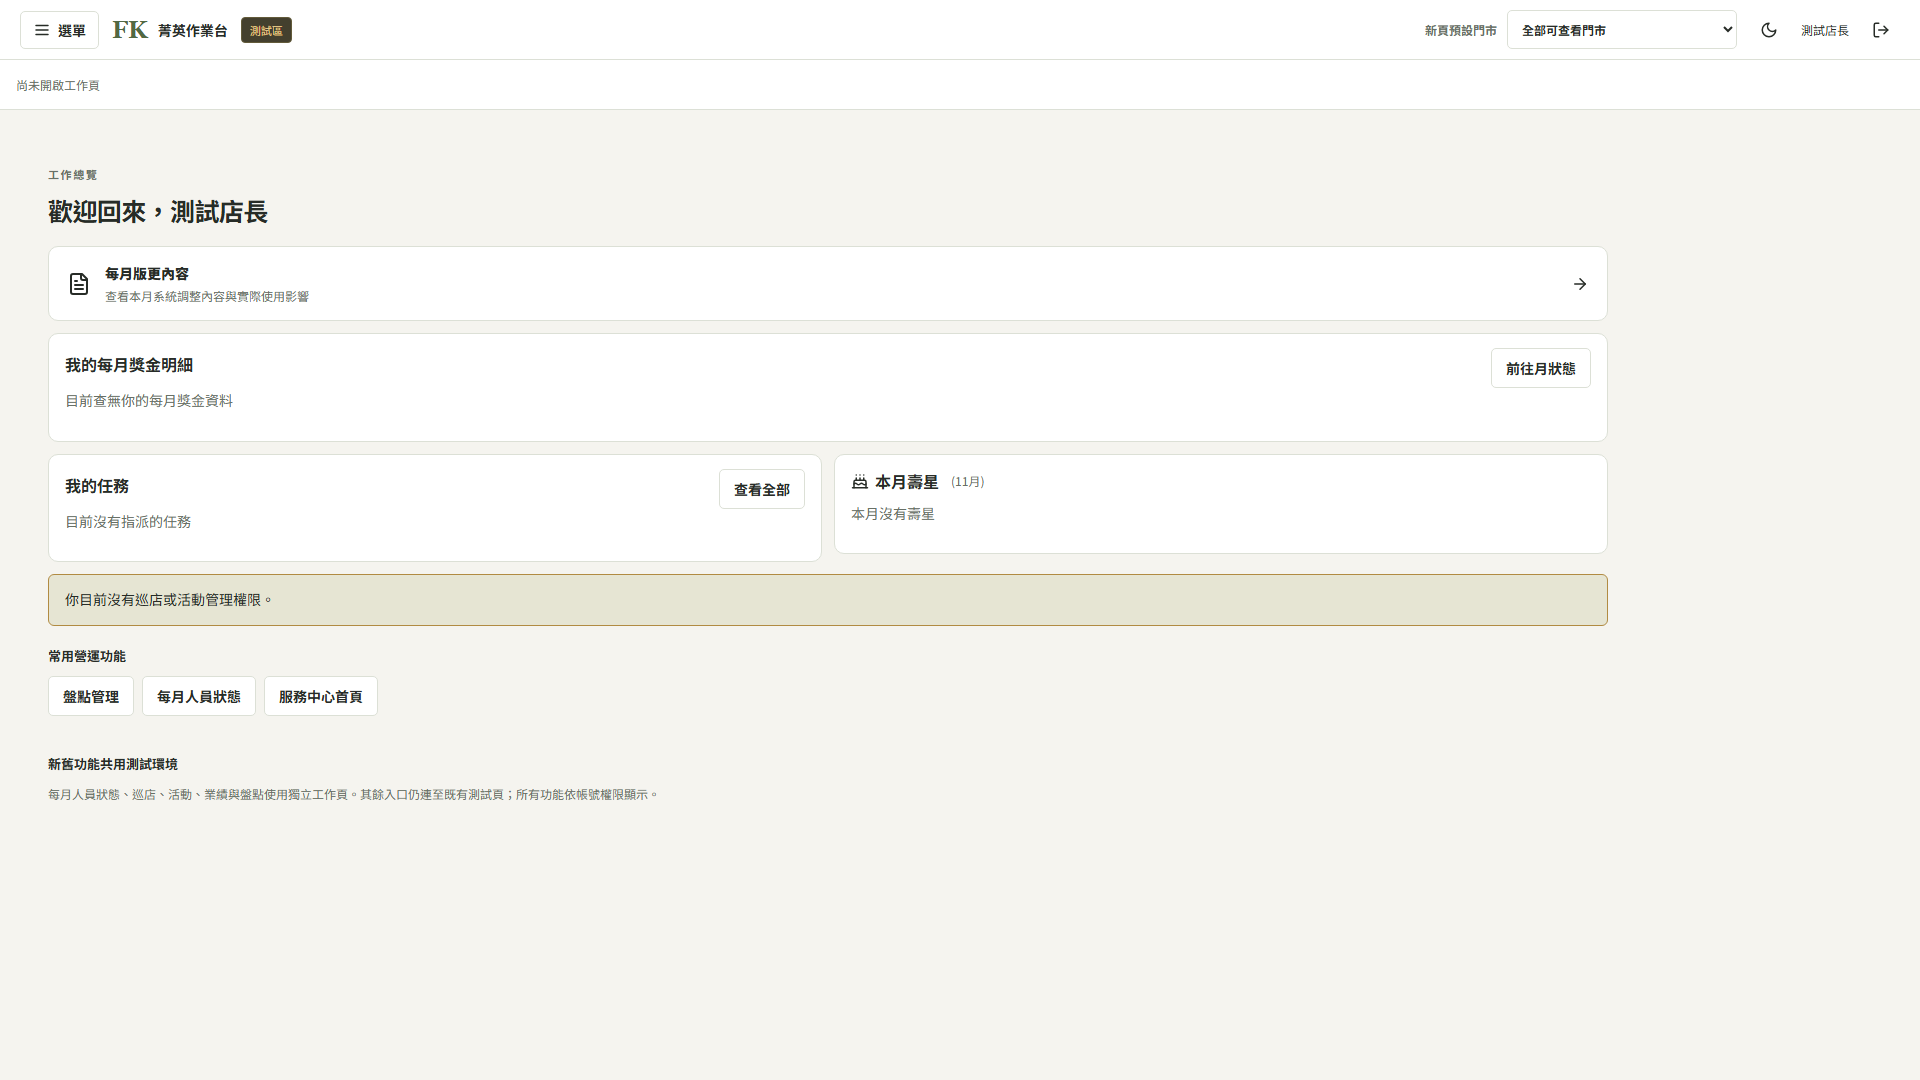 選單
FK 菁英作業台 測試區
新頁預設門市 全部可查看門市 測試店長
尚未開啟工作頁
工作總覽
歡迎回來，測試店長
每月版更內容
查看本月系統調整內容與實際使用影響
我的每月獎金明細
前往月狀態
目前查無你的每月獎金資料
我的任務
查看全部
目前沒有指派的任務
本月壽星 (11月)
本月沒有壽星
你目前沒有巡店或活動管理權限。
常用營運功能
盤點管理 每月人員狀態 服務中心首頁
新舊功能共用測試環境
每月人員狀態、巡店、活動、業績與盤點使用獨立工作頁。其餘入口仍連至既有測試頁；所有功能依帳號權限顯示。